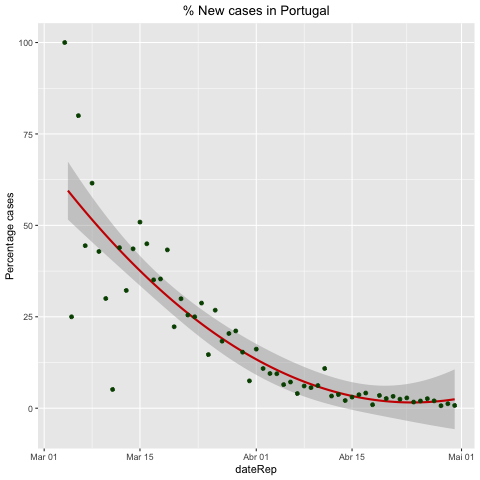 % New cases in Portugal
Percentage cases
100
75
50
25
0
Mar 01 Mar 15 Abr 01 Abr 15 Mai 01
dateRep